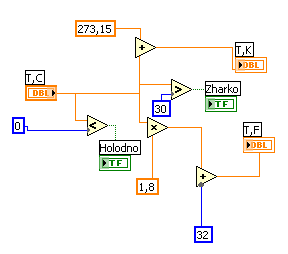 273,15
+
T,K
DBL
T,C
DBL
>
Zharko
TF
30
0
<
Holodno
TF
×
1,8
T,F
DBL
+
32